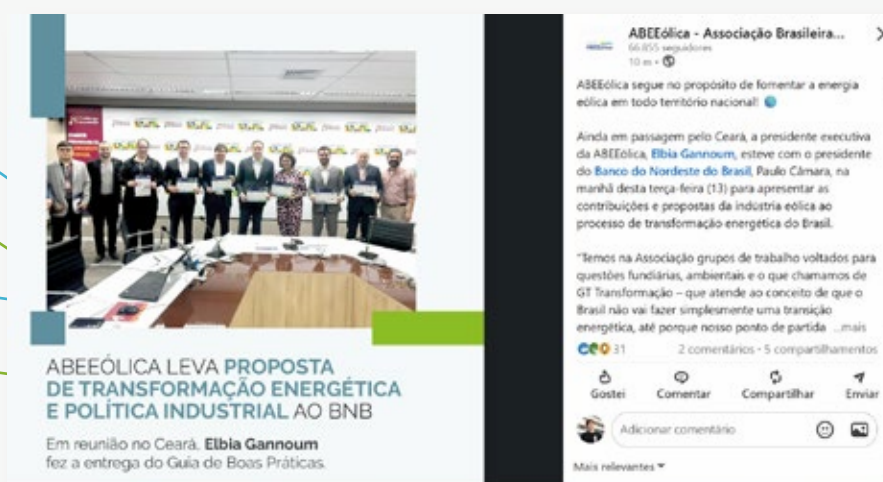 ABEEÓLICA LEVA PROPOSTA
DE TRANSFORMAÇÃO ENERGÉTICA
E POLÍTICA INDUSTRIAL AO BNB
Em reunião no Ceará, Elbia Gannoum
fez a entrega do Guia de Boas Práticas.
ABEEólica - Associação Brasileira...
66.855 seguidores
10 m •
ABEEólica segue no propósito de fomentar a energia
eólica em todo território nacional!
Ainda em passagem pelo Ceará, a presidente executiva
da ABEEólica, Elbia Gannoum, esteve com o presidente
do Banco do Nordeste do Brasil, Paulo Câmara, na
manhã desta terça-feira (13) para apresentar as
contribuições e propostas da indústria eólica ao
processo de transformação energética do Brasil.
"Temos na Associação grupos de trabalho voltados para
questões fundiárias, ambientais e o que chamamos de
GT Transformação – que atende ao conceito de que o
Brasil não vai fazer simplesmente uma transição
energética, até porque nosso ponto de partida ...mais
31 2 comentários • 5 compartilhamentos
Gostei Comentar Compartilhar Enviar
Adicionar comentário
Mais relevantes